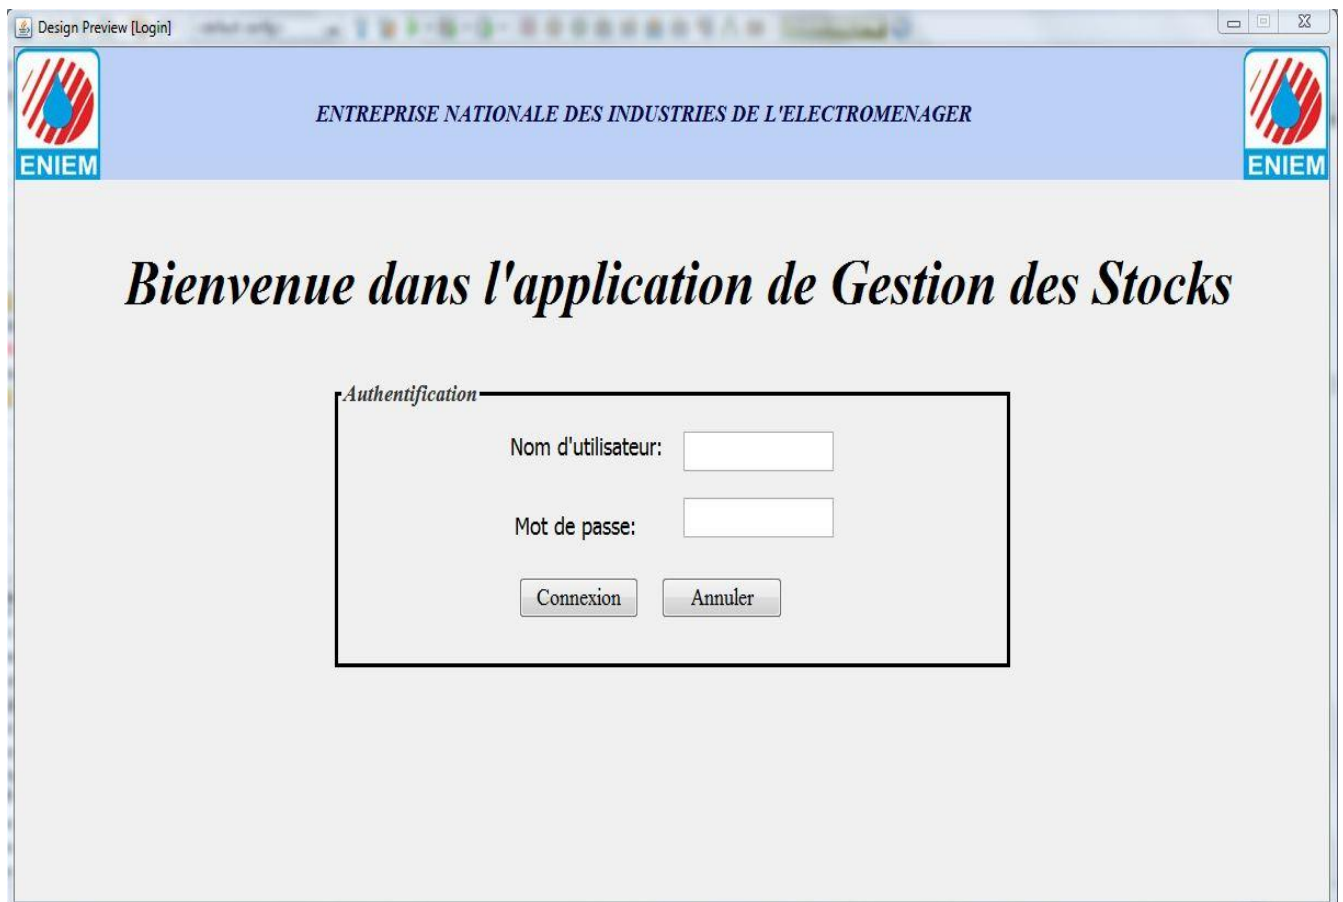 Design Preview [Login]
ENTREPRISE NATIONALE DES INDUSTRIES DE L'ELECTROMENAGER
ENIEM
ENIEM
Bienvenue dans l'application de Gestion des Stocks
Authentification
Nom d'utilisateur:
Mot de passe:
Connexion
Annuler